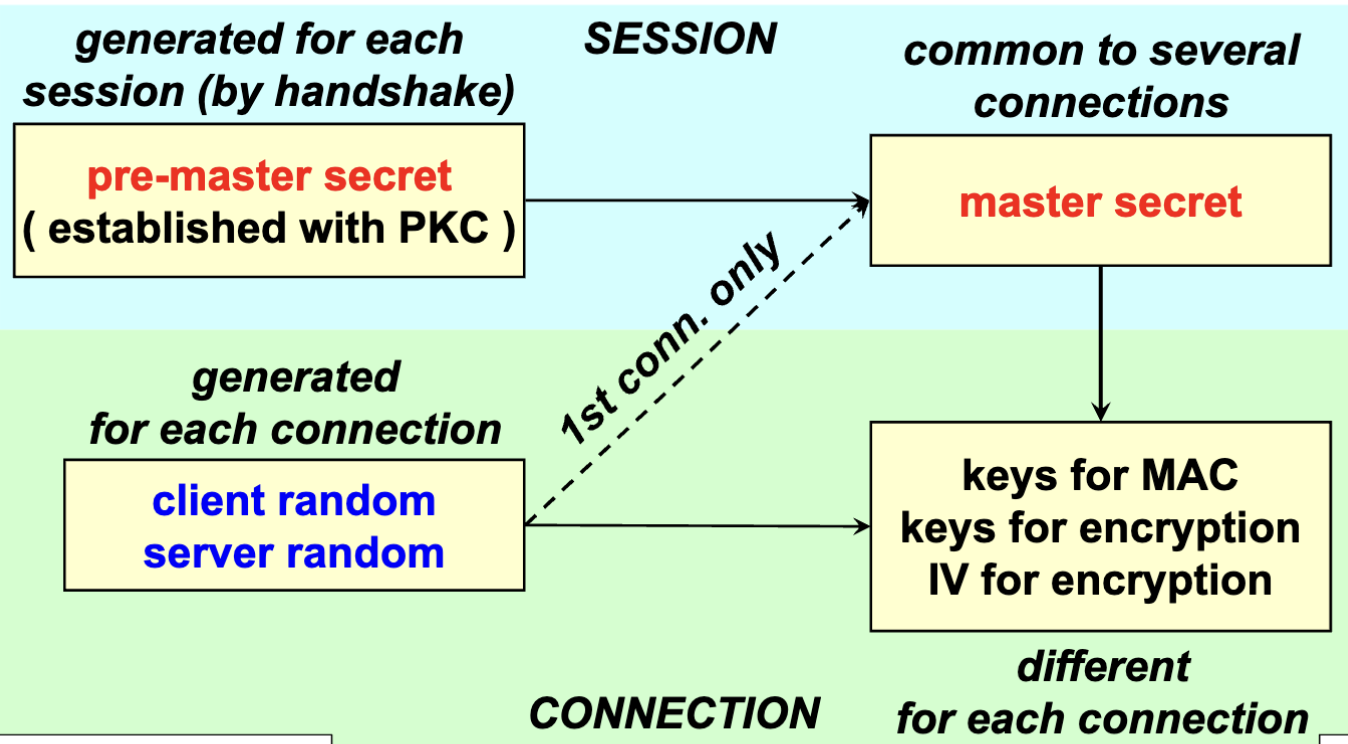 generated for each
session (by handshake)
SESSION
common to several
connections
pre-master secret
( established with PKC )
master secret
1st conn. only
generated
for each connection
client random
server random
keys for MAC
keys for encryption
IV for encryption
different
for each connection
CONNECTION